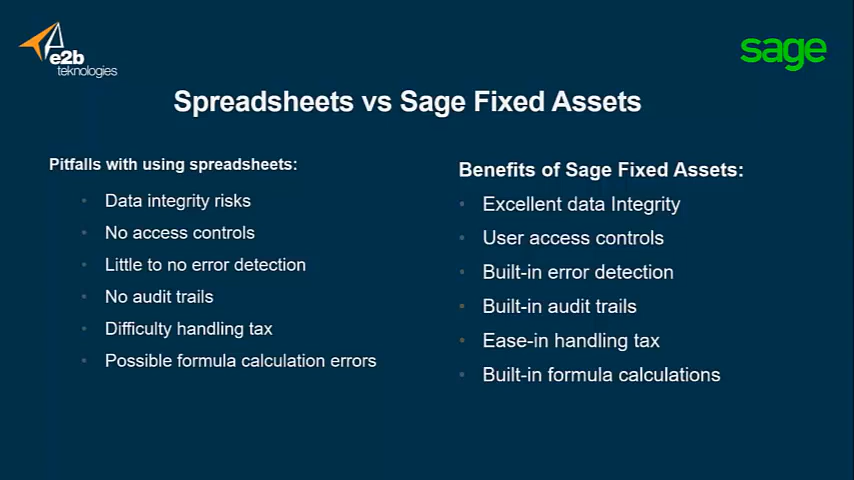 e2b
teknologies
sage
Spreadsheets vs Sage Fixed Assets
Pitfalls with using spreadsheets:
Data integrity risks
No access controls
Little to no error detection
No audit trails
Difficulty handling tax
Possible formula calculation errors
Benefits of Sage Fixed Assets:
Excellent data Integrity
User access controls
Built-in error detection
Built-in audit trails
Ease-in handling tax
Built-in formula calculations